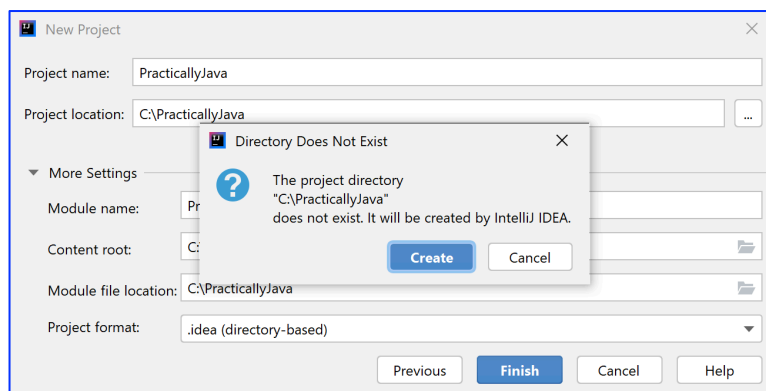 New Project
Project name: PracticallyJava
Project location: C:\PracticallyJava ...
Directory Does Not Exist
The project directory
"C:\PracticallyJava"
does not exist. It will be created by IntelliJ IDEA.
Create Cancel
More Settings
Module name: Pr
Content root: C:
Module file location: C:\PracticallyJava
Project format: .idea (directory-based)
Previous Finish Cancel Help